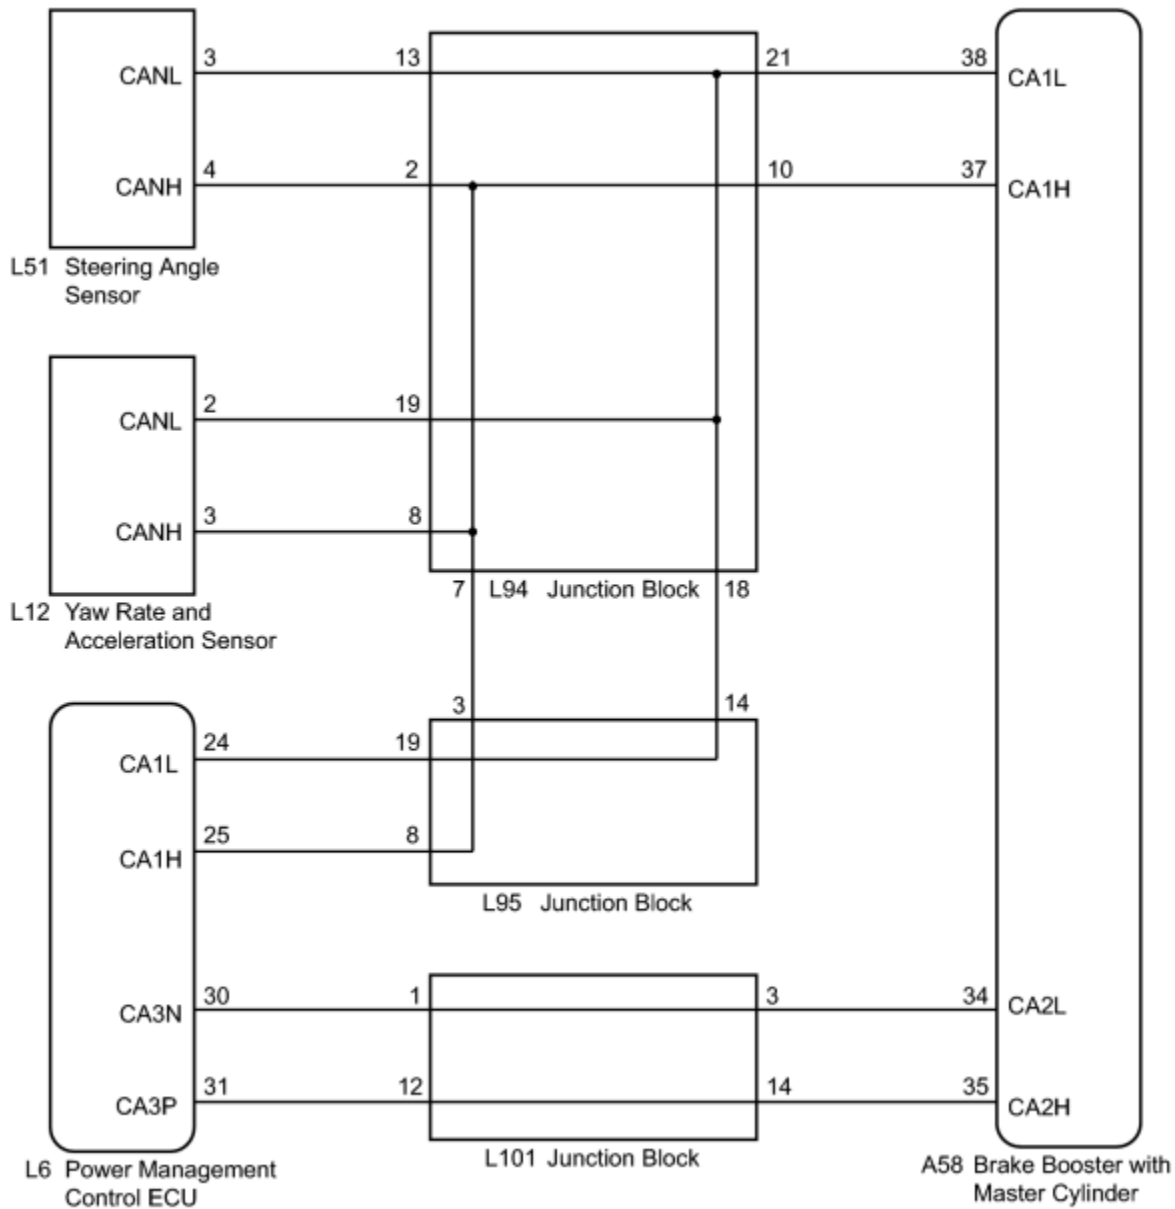 3 13 21 38
CANL CA1L
4 2 10 37
CANH CA1H
L51 Steering Angle
Sensor
2 19
CANL
3 8
CANH
7 L94 Junction Block 18
L12 Yaw Rate and
Acceleration Sensor
3 14
24 19
CA1L
25 8
CA1H
L95 Junction Block
30 1 3 34
CA3N CA2L
31 12 14 35
CA3P CA2H
L101 Junction Block
L6 Power Management
Control ECU
A58 Brake Booster with
Master Cylinder